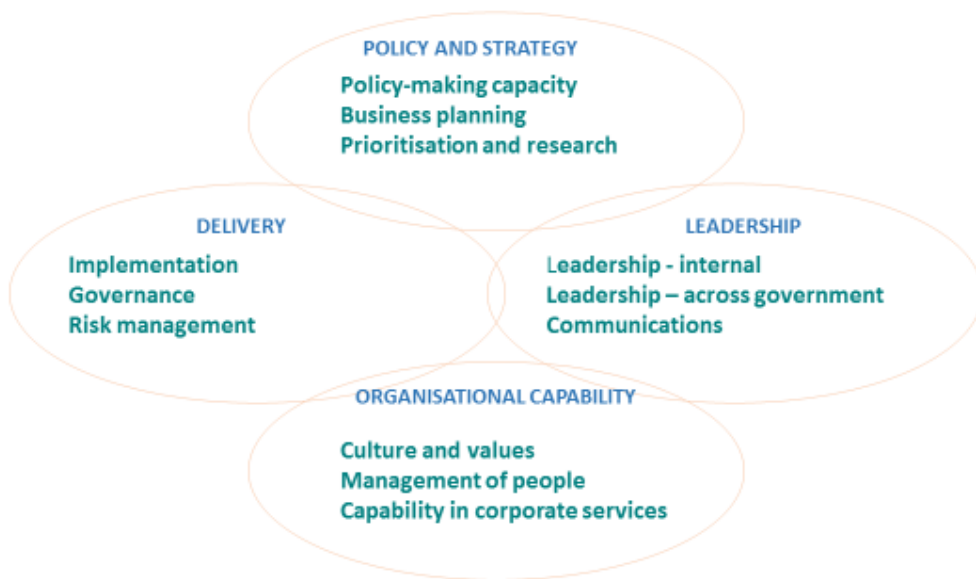 POLICY AND STRATEGY
Policy-making capacity
Business planning
Prioritisation and research
DELIVERY
Implementation
Governance
Risk management
LEADERSHIP
Leadership - internal
Leadership – across government
Communications
ORGANISATIONAL CAPABILITY
Culture and values
Management of people
Capability in corporate services